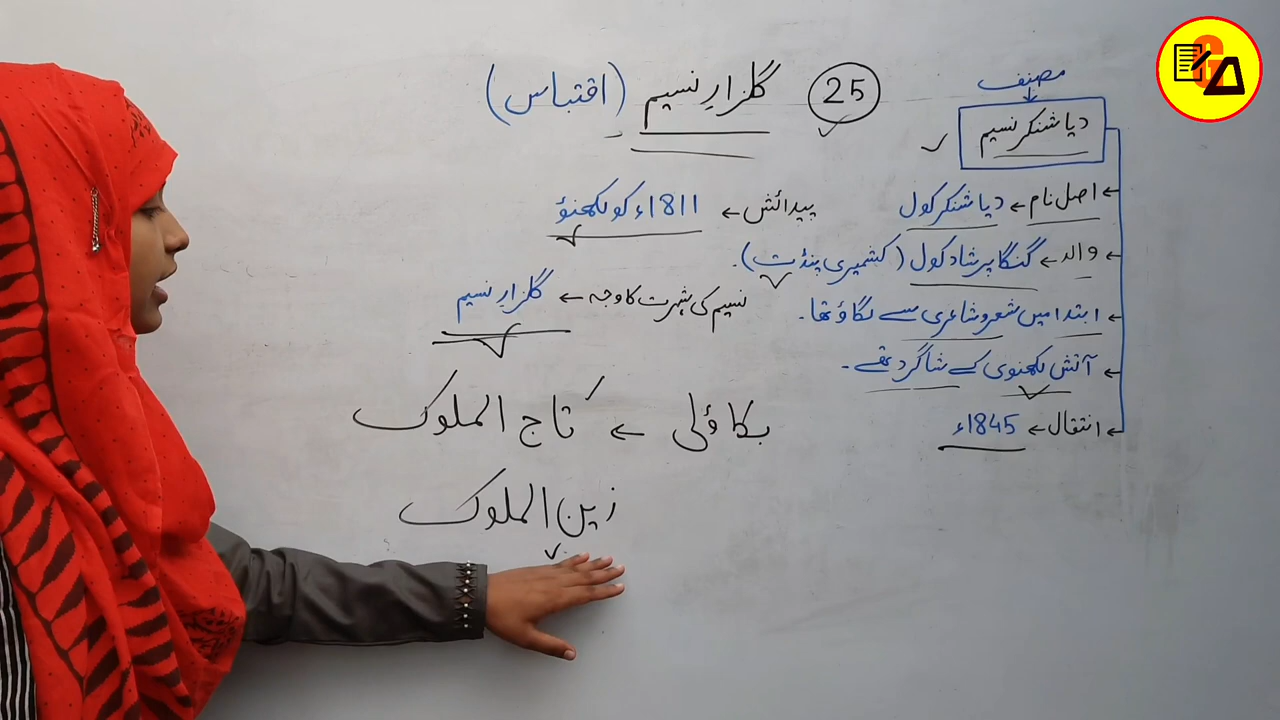 25 گلزارِ نسیم (اقتباس)
مصنف
دیا شنکر نسیم
اصل نام ← دیا شنکر کول
والد ← گنگا پرشاد کول (کشمیری پنڈت)۔
ابتدا میں شعروشاعری سے لگاؤ تھا۔
آتش لکھنوی کے شاگرد تھے۔
انتقال ← 1845ء
پیدائش ← 1811ء کو لکھنؤ
نسیم کی شہرت کا وجہ ← گلزارِ نسیم
بکاؤلی ← تاج الملوک
زین الملوک